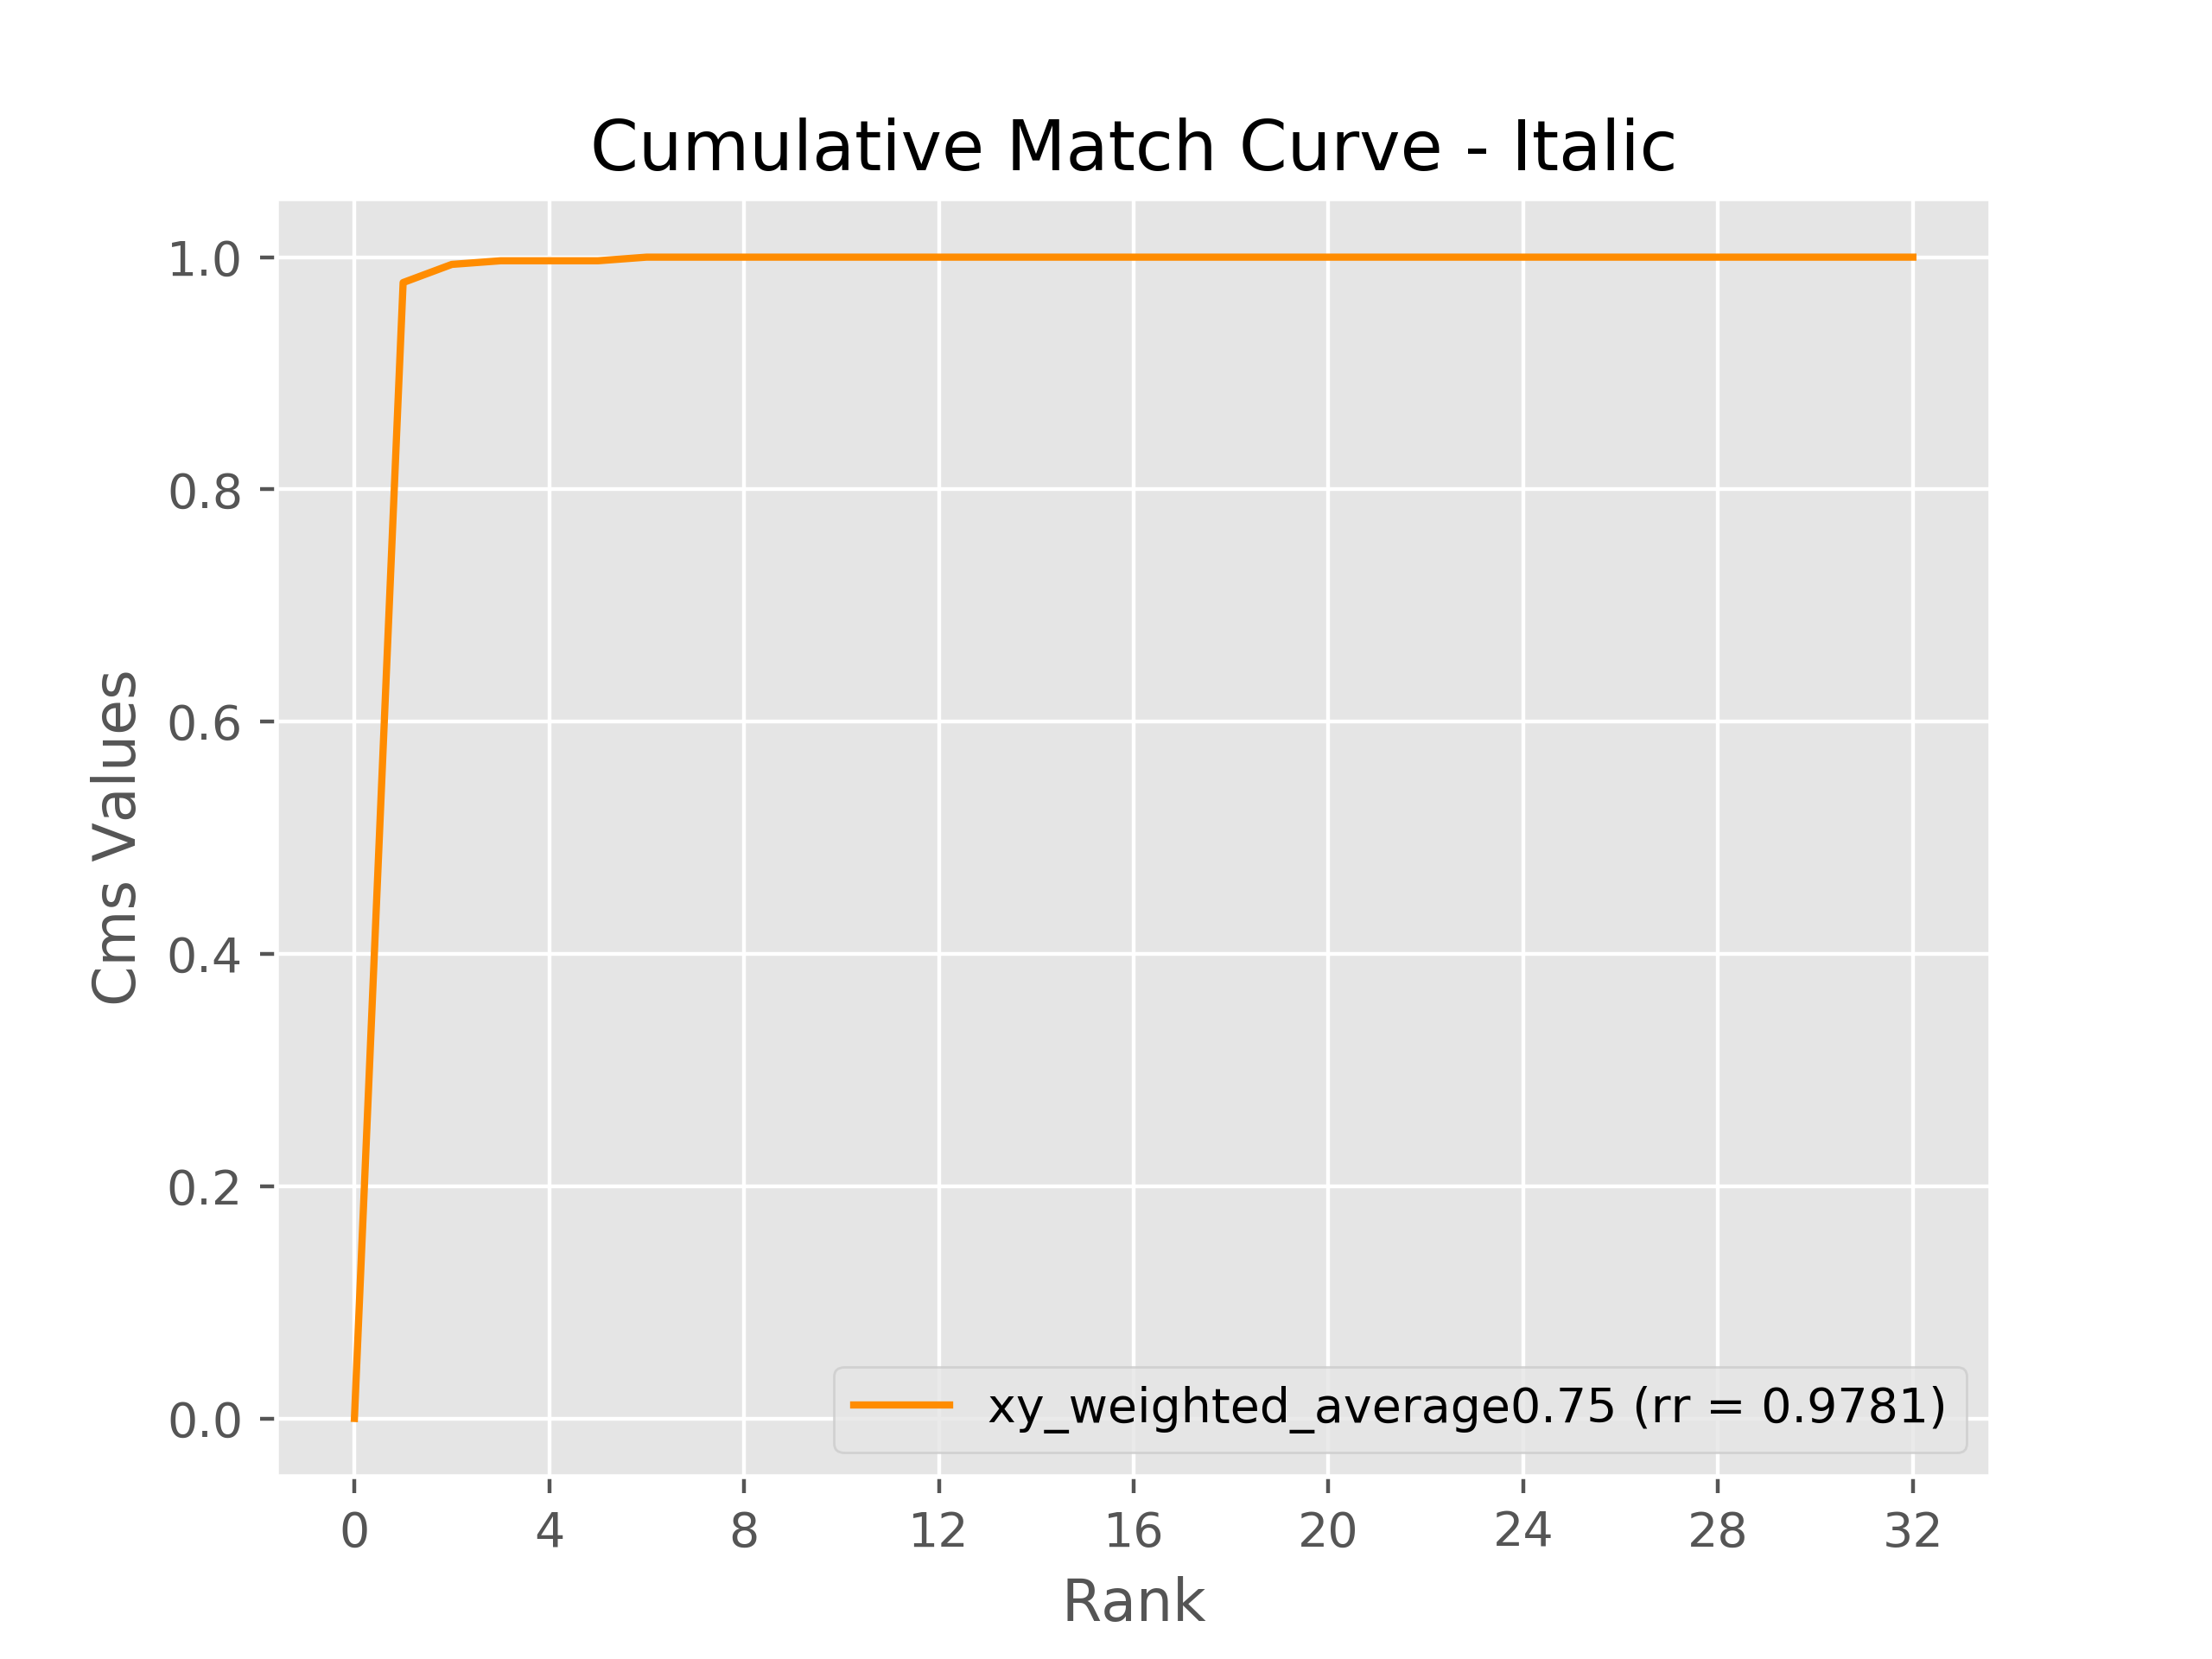 Cumulative Match Curve - Italic
1.0
0.8
0.6
0.4
0.2
0.0
Cms Values
xy_weighted_average0.75 (rr = 0.9781)
0 4 8 12 16 20 24 28 32
Rank